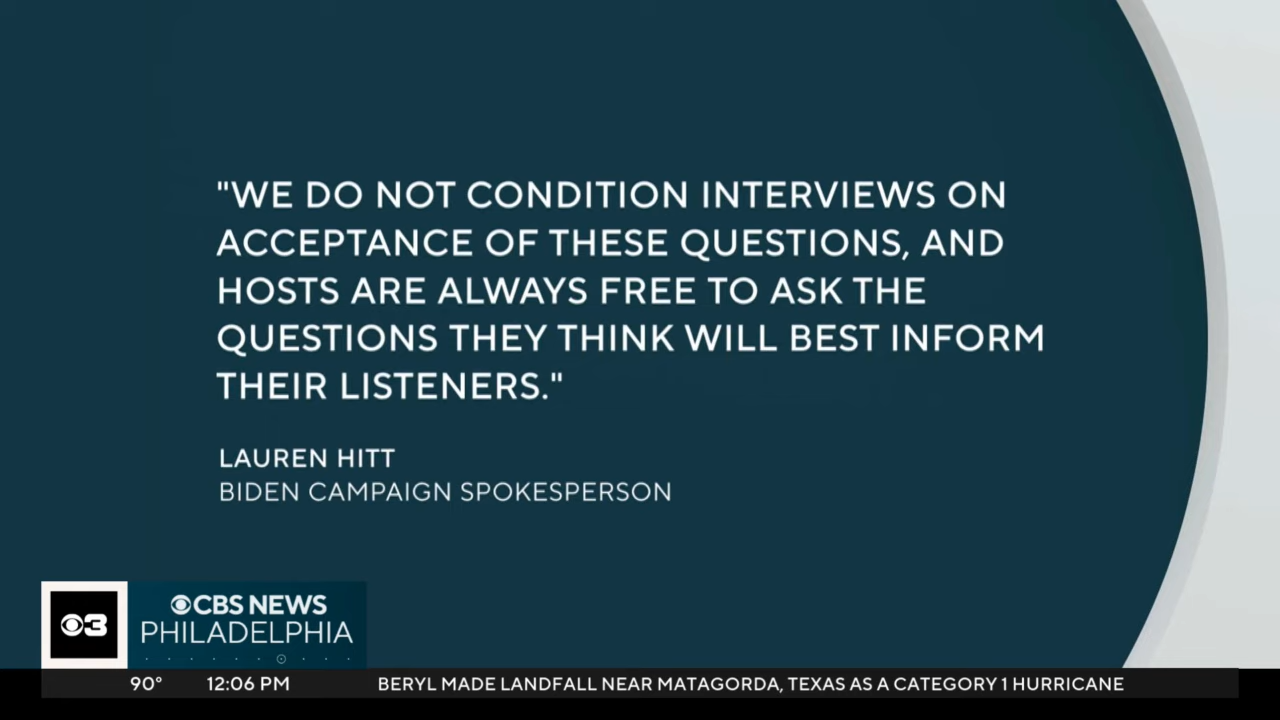 "WE DO NOT CONDITION INTERVIEWS ON
ACCEPTANCE OF THESE QUESTIONS, AND
HOSTS ARE ALWAYS FREE TO ASK THE
QUESTIONS THEY THINK WILL BEST INFORM
THEIR LISTENERS."
LAUREN HITT
BIDEN CAMPAIGN SPOKESPERSON
3
CBS NEWS
PHILADELPHIA
90° 12:06 PM BERYL MADE LANDFALL NEAR MATAGORDA, TEXAS AS A CATEGORY 1 HURRICANE